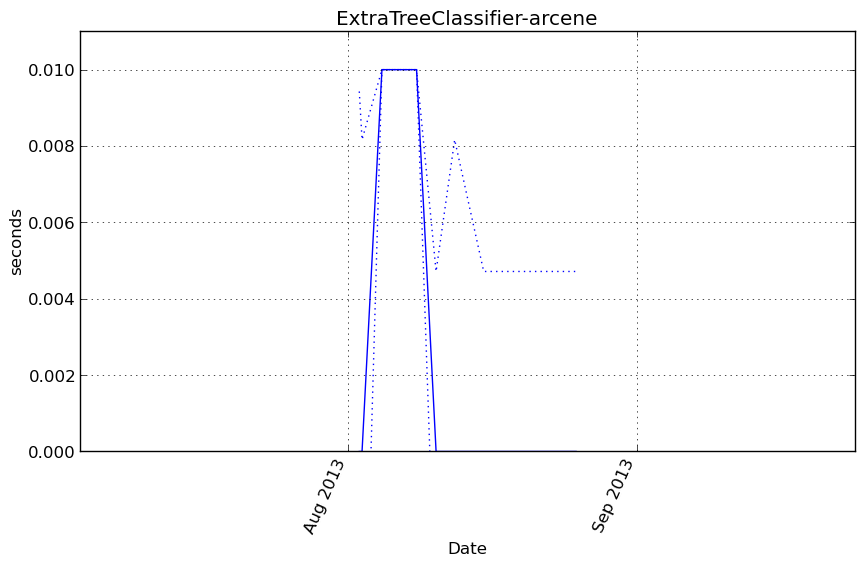 ExtraTreeClassifier-arcene
0.010
0.008
0.006
0.004
0.002
0.000
seconds
Aug 2013
Sep 2013
Date